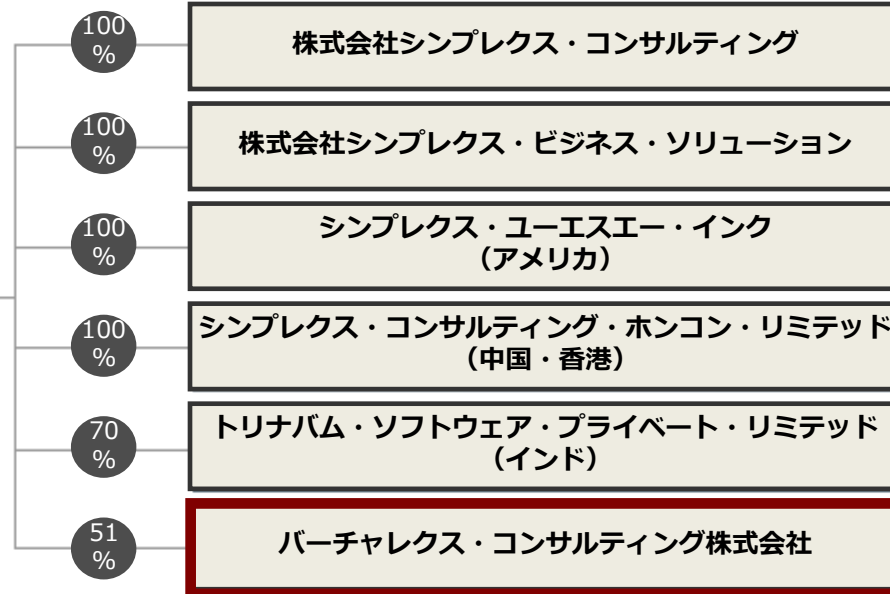 100
%
株式会社シンプレクス・コンサルティング
100
%
株式会社シンプレクス・ビジネス・ソリューション
100
%
シンプレクス・ユーエスエー・インク
（アメリカ）
100
%
シンプレクス・コンサルティング・ホンコン・リミテッド
（中国・香港）
70
%
トリナバム・ソフトウェア・プライベート・リミテッド
（インド）
51
%
バーチャレクス・コンサルティング株式会社